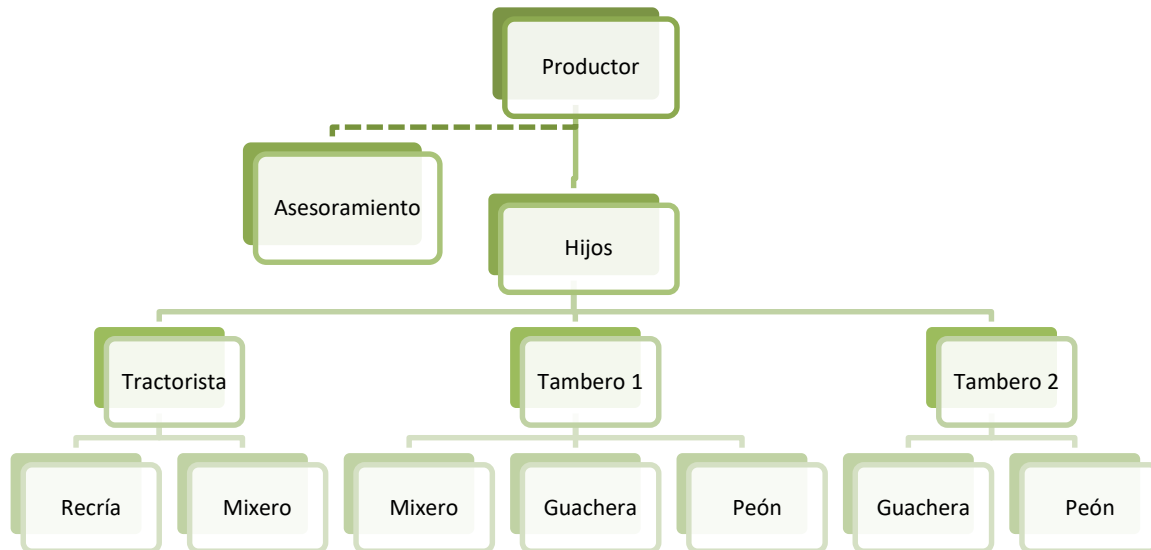 Productor
Asesoramiento
Hijos
Tractorista
Tambero 1
Tambero 2
Recría
Mixero
Mixero
Guachera
Peón
Guachera
Peón